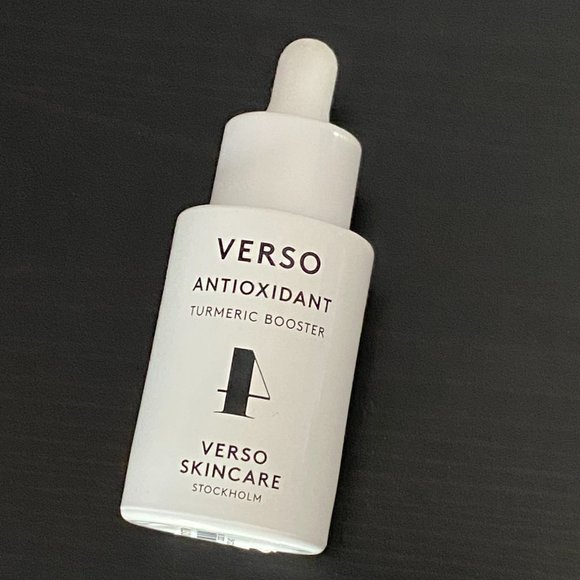 VERSO
ANTIOXIDANT
TURMERIC BOOSTER
4
VERSO
SKINCARE
STOCKHOLM